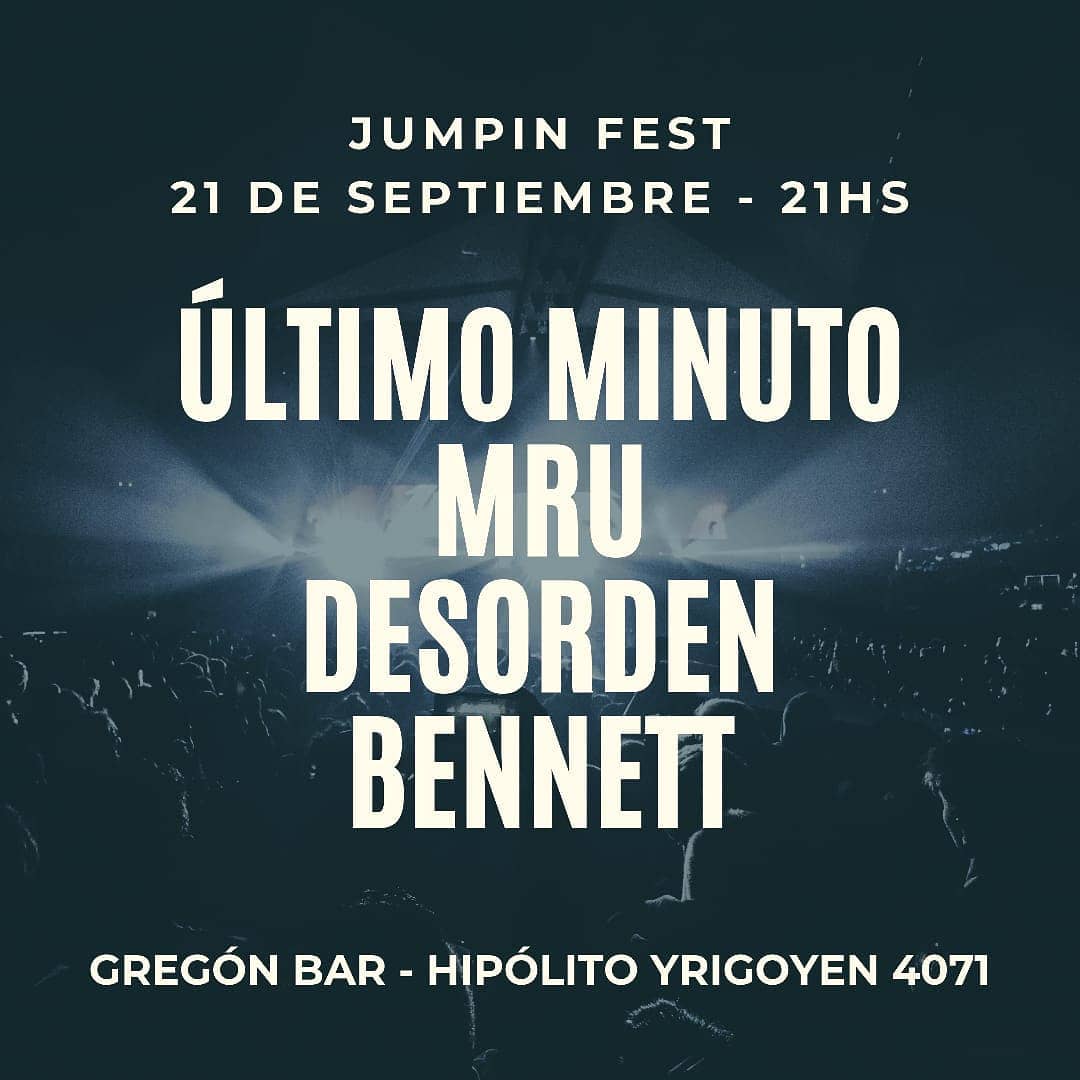 JUMPIN FEST
21 DE SEPTIEMBRE - 21HS
ÚLTIMO MINUTO
MRU
DESORDEN
BENNETT
GREGÓN BAR - HIPÓLITO YRIGOYEN 4071